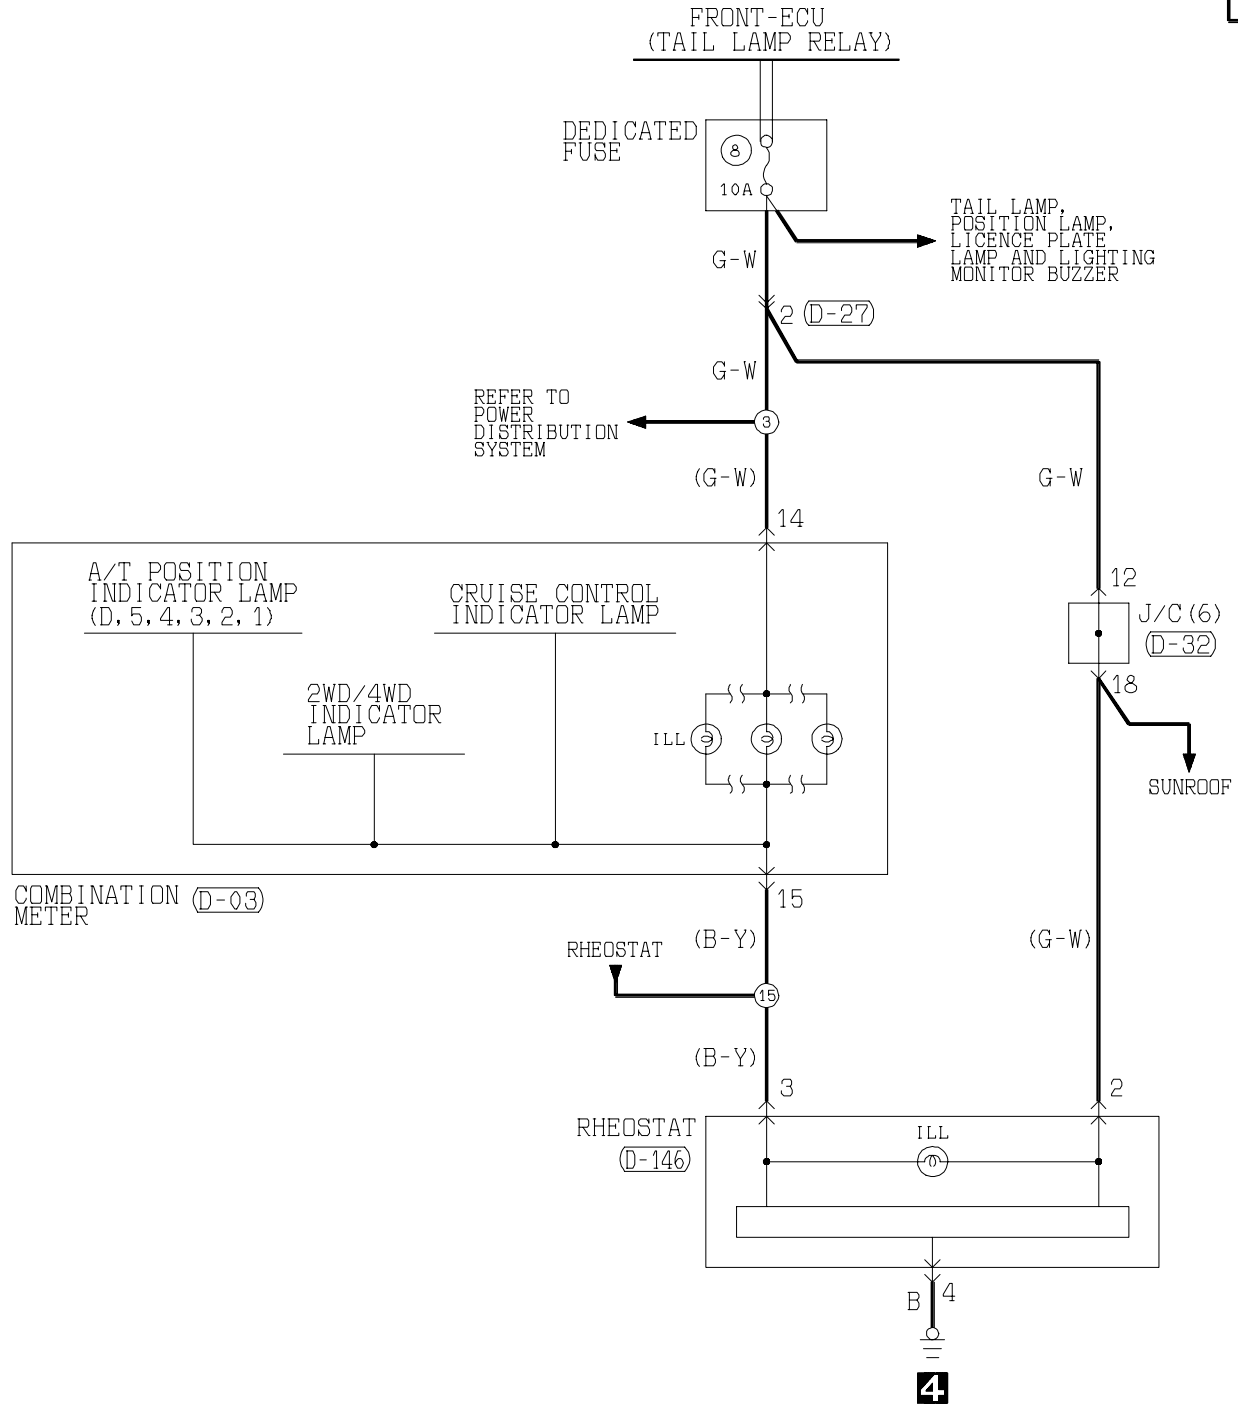 FRONT-ECU
(TAIL LAMP RELAY)
DEDICATED
FUSE
8
10A
TAIL LAMP,
POSITION LAMP,
LICENCE PLATE
LAMP AND LIGHTING
MONITOR BUZZER
G-W
2 (D-27)
G-W
REFER TO
POWER
DISTRIBUTION
SYSTEM
3
(G-W)
G-W
14
A/T POSITION
INDICATOR LAMP
(D, 5, 4, 3, 2, 1)
CRUISE CONTROL
INDICATOR LAMP
12
J/C (6)
D-32
18
2WD/4WD
INDICATOR
LAMP
ILL
SUNROOF
COMBINATION
METER
D-03
15
(B-Y)
(G-W)
RHEOSTAT
15
(B-Y)
3
2
RHEOSTAT
D-146
ILL
B
4
4